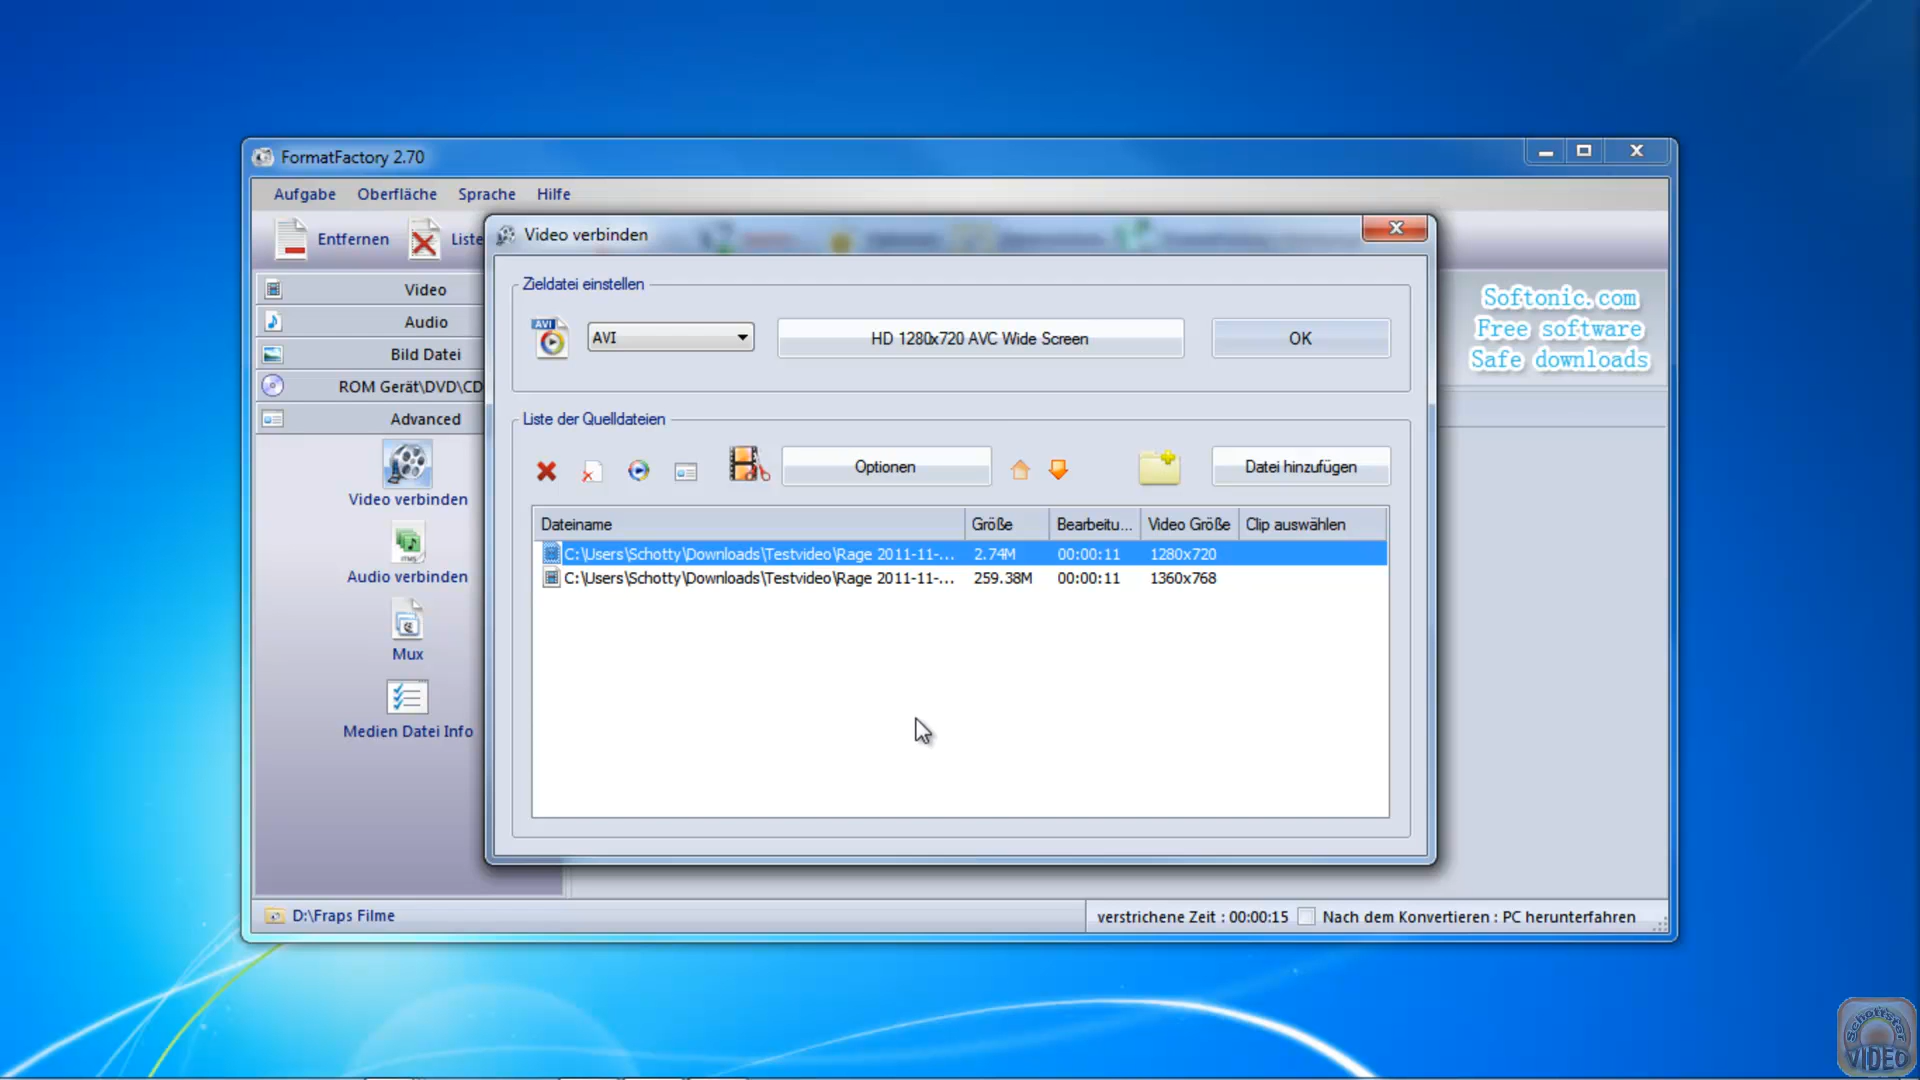 FormatFactory 2.70
Aufgabe Oberfläche Sprache Hilfe
Entfernen Liste
Video verbinden
Softonic.com
Free software
Safe downloads
Video
Audio
Bild Datei
ROM Gerät\DVD\CD
Advanced
Video verbinden
Audio verbinden
Mux
Medien Datei Info
Zieldatei einstellen
AVI
AVI
HD 1280x720 AVC Wide Screen
OK
Liste der Quelldateien
Optionen
Datei hinzufügen
Dateiname Größe Bearbeitu... Video Größe Clip auswählen
C:\Users\Schotty\Downloads\Testvideo\Rage 2011-11-... 2.74M 00:00:11 1280x720
C:\Users\Schotty\Downloads\Testvideo\Rage 2011-11-... 259.38M 00:00:11 1360x768
D:\Fraps Filme
verstrichene Zeit : 00:00:15 Nach dem Konvertieren : PC herunterfahren
Schottstar
VIDEO